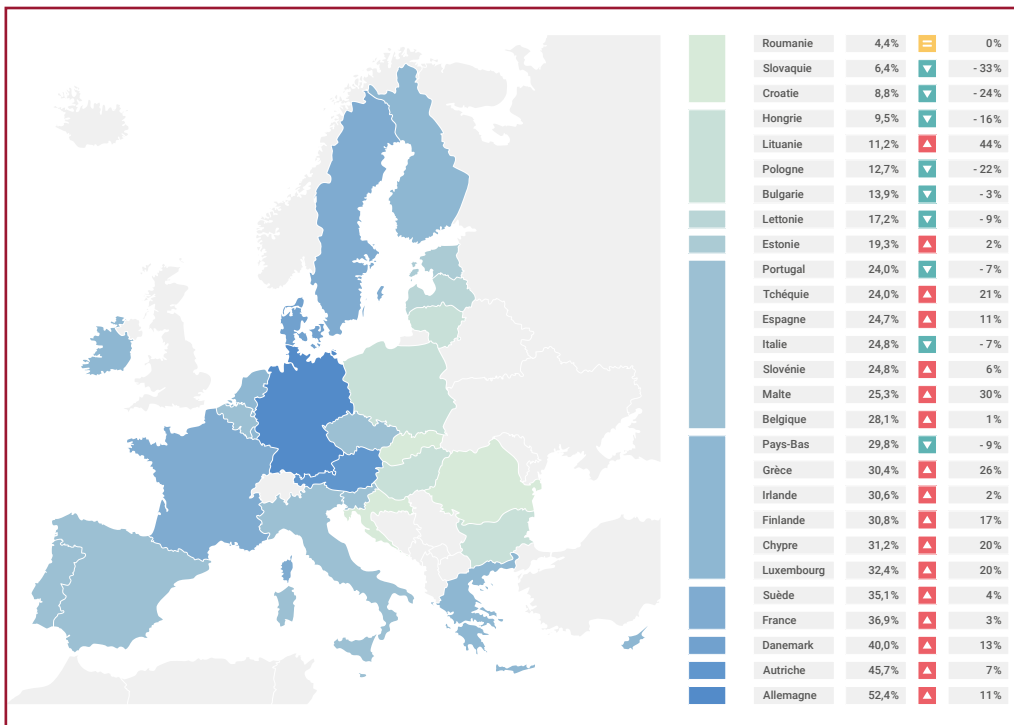 Roumanie 4,4% = 0%
Slovaquie 6,4% ▼ - 33%
Croatie 8,8% ▼ - 24%
Hongrie 9,5% ▼ - 16%
Lituanie 11,2% ▲ 44%
Pologne 12,7% ▼ - 22%
Bulgarie 13,9% ▼ - 3%
Lettonie 17,2% ▼ - 9%
Estonie 19,3% ▲ 2%
Portugal 24,0% ▼ - 7%
Tchéquie 24,0% ▲ 21%
Espagne 24,7% ▲ 11%
Italie 24,8% ▼ - 7%
Slovénie 24,8% ▲ 6%
Malte 25,3% ▲ 30%
Belgique 28,1% ▲ 1%
Pays-Bas 29,8% ▼ - 9%
Grèce 30,4% ▲ 26%
Irlande 30,6% ▲ 2%
Finlande 30,8% ▲ 17%
Chypre 31,2% ▲ 20%
Luxembourg 32,4% ▲ 20%
Suède 35,1% ▲ 4%
France 36,9% ▲ 3%
Danemark 40,0% ▲ 13%
Autriche 45,7% ▲ 7%
Allemagne 52,4% ▲ 11%